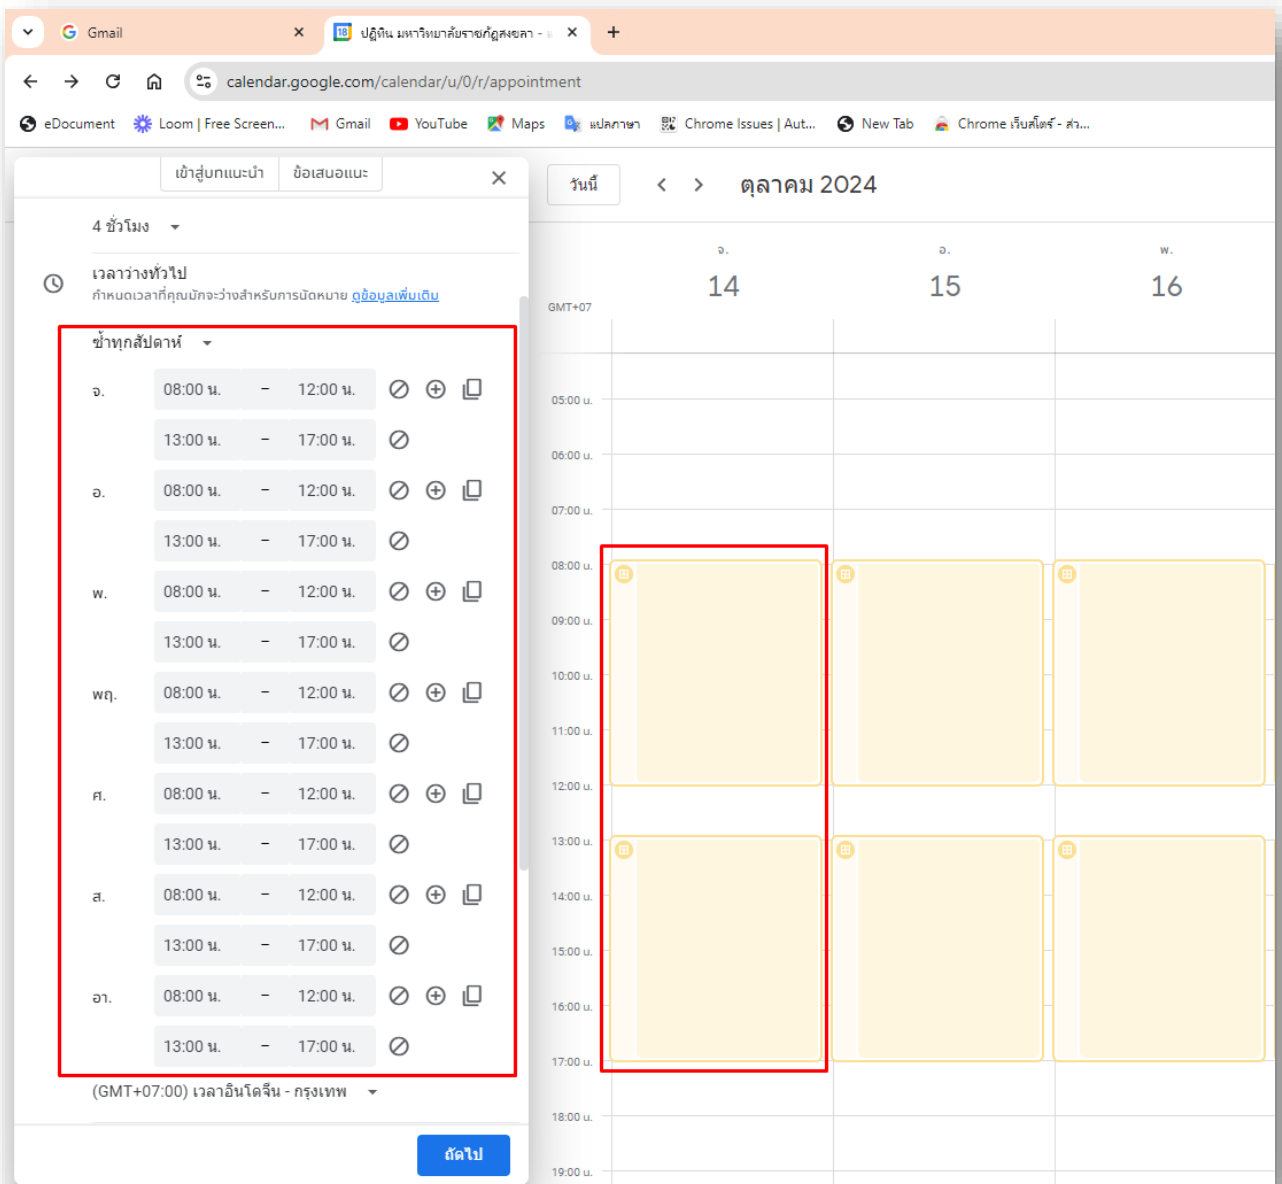 Gmail
ปฏิทิน มหาวิทยาลัยราชภัฏสงขลา -
calendar.google.com/calendar/u/0/r/appointment
eDocument Loom | Free Screen... Gmail YouTube Maps แปลภาษา Chrome Issues | Aut... New Tab Chrome เว็บสโตร์ - ส่ว...
เข้าสู่บทแนะนำ ข้อเสนอแนะ
วันนี้ ตุลาคม 2024
4 ชั่วโมง
เวลาว่างทั่วไป
กำหนดเวลาที่คุณมักจะว่างสำหรับการนัดหมาย ดูข้อมูลเพิ่มเติม
ซ้ำทุกสัปดาห์
จ. 08:00 น. – 12:00 น.
13:00 น. – 17:00 น.
อ. 08:00 น. – 12:00 น.
13:00 น. – 17:00 น.
พ. 08:00 น. – 12:00 น.
13:00 น. – 17:00 น.
พฤ. 08:00 น. – 12:00 น.
13:00 น. – 17:00 น.
ศ. 08:00 น. – 12:00 น.
13:00 น. – 17:00 น.
ส. 08:00 น. – 12:00 น.
13:00 น. – 17:00 น.
อา. 08:00 น. – 12:00 น.
13:00 น. – 17:00 น.
(GMT+07:00) เวลาอินโดจีน - กรุงเทพ
ถัดไป
จ. อ. พ.
14 15 16
GMT+07
05:00 น.
06:00 น.
07:00 น.
08:00 น.
09:00 น.
10:00 น.
11:00 น.
12:00 น.
13:00 น.
14:00 น.
15:00 น.
16:00 น.
17:00 น.
18:00 น.
19:00 น.